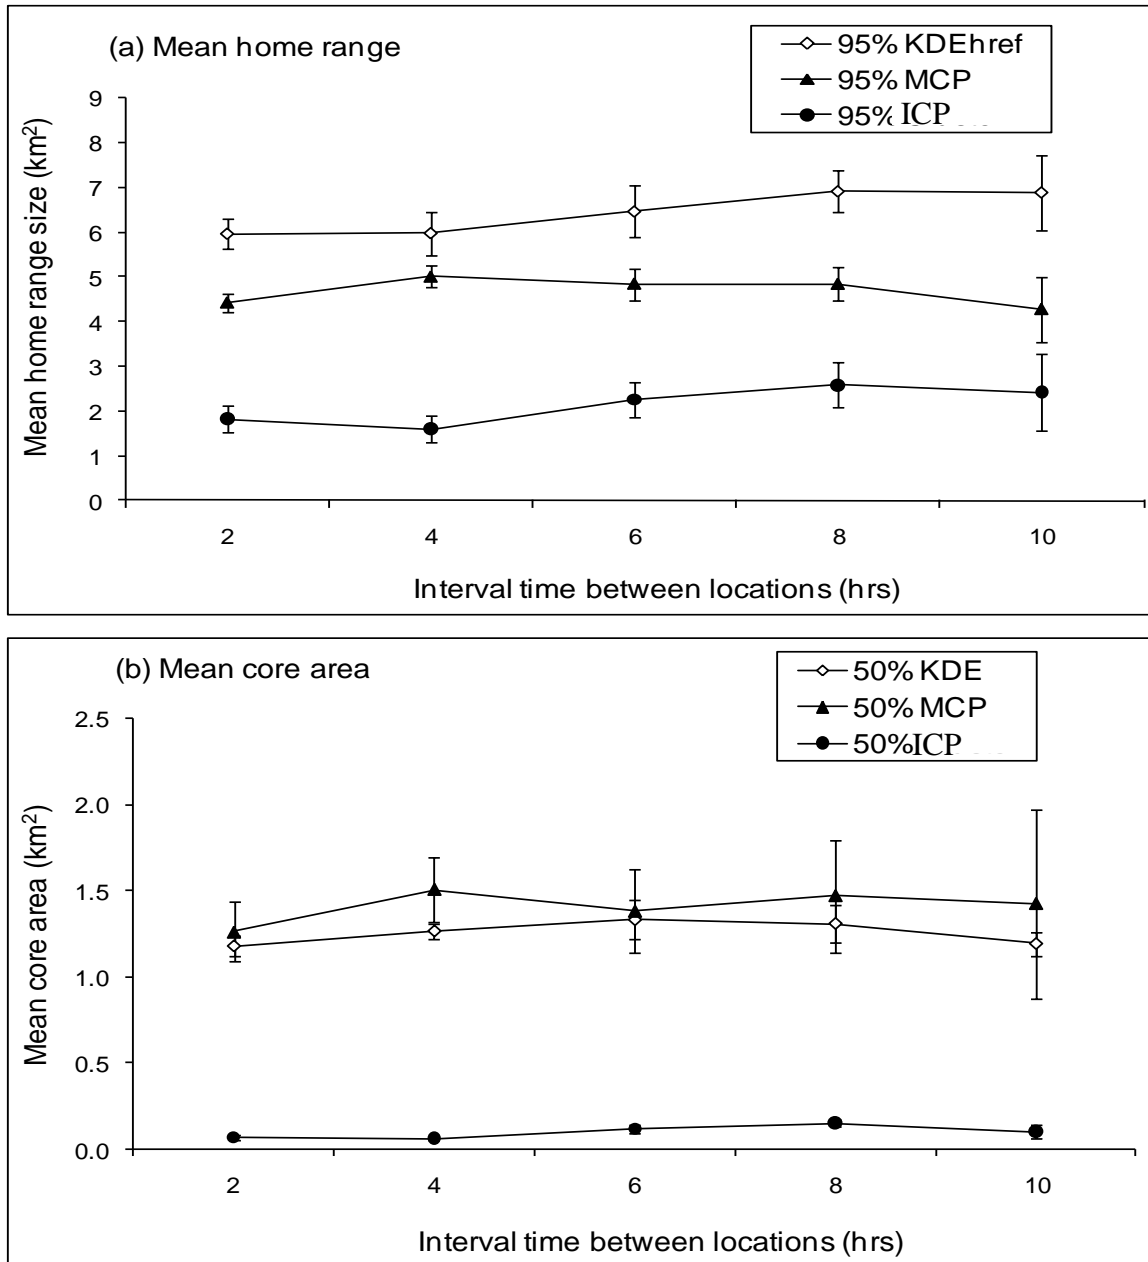 (a) Mean home range
95% KDEhref
95% MCP
95% ICP
Mean home range size (km²)
9
8
7
6
5
4
3
2
1
0
2 4 6 8 10
Interval time between locations (hrs)
(b) Mean core area
50% KDE
50% MCP
50%ICP
Mean core area (km²)
2.5
2.0
1.5
1.0
0.5
0.0
2 4 6 8 10
Interval time between locations (hrs)